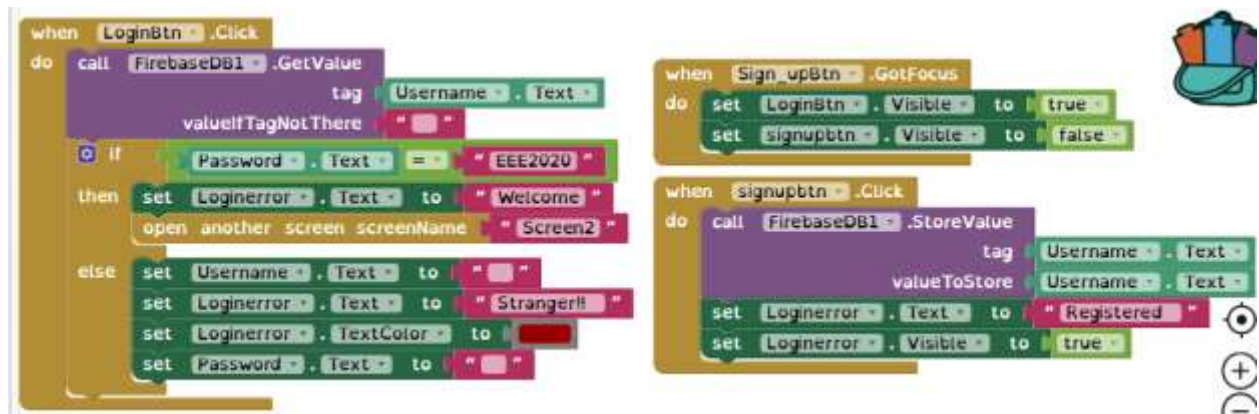 when LoginBtn .Click
do call FirebaseDB1 .GetValue
tag Username . Text
valueIfTagNotThere " "
if Password . Text = " EEE2020 "
then set Loginerror . Text to " Welcome "
open another screen screenName " Screen2 "
else set Username . Text to " "
set Loginerror . Text to " Stranger!! "
set Loginerror . TextColor to
set Password . Text to " "
when Sign_upBtn .GotFocus
do set LoginBtn . Visible to true
set signupbtn . Visible to false
when signupbtn .Click
do call FirebaseDB1 .StoreValue
tag Username . Text
valueToStore Username . Text
set Loginerror . Text to " Registered "
set Loginerror . Visible to true